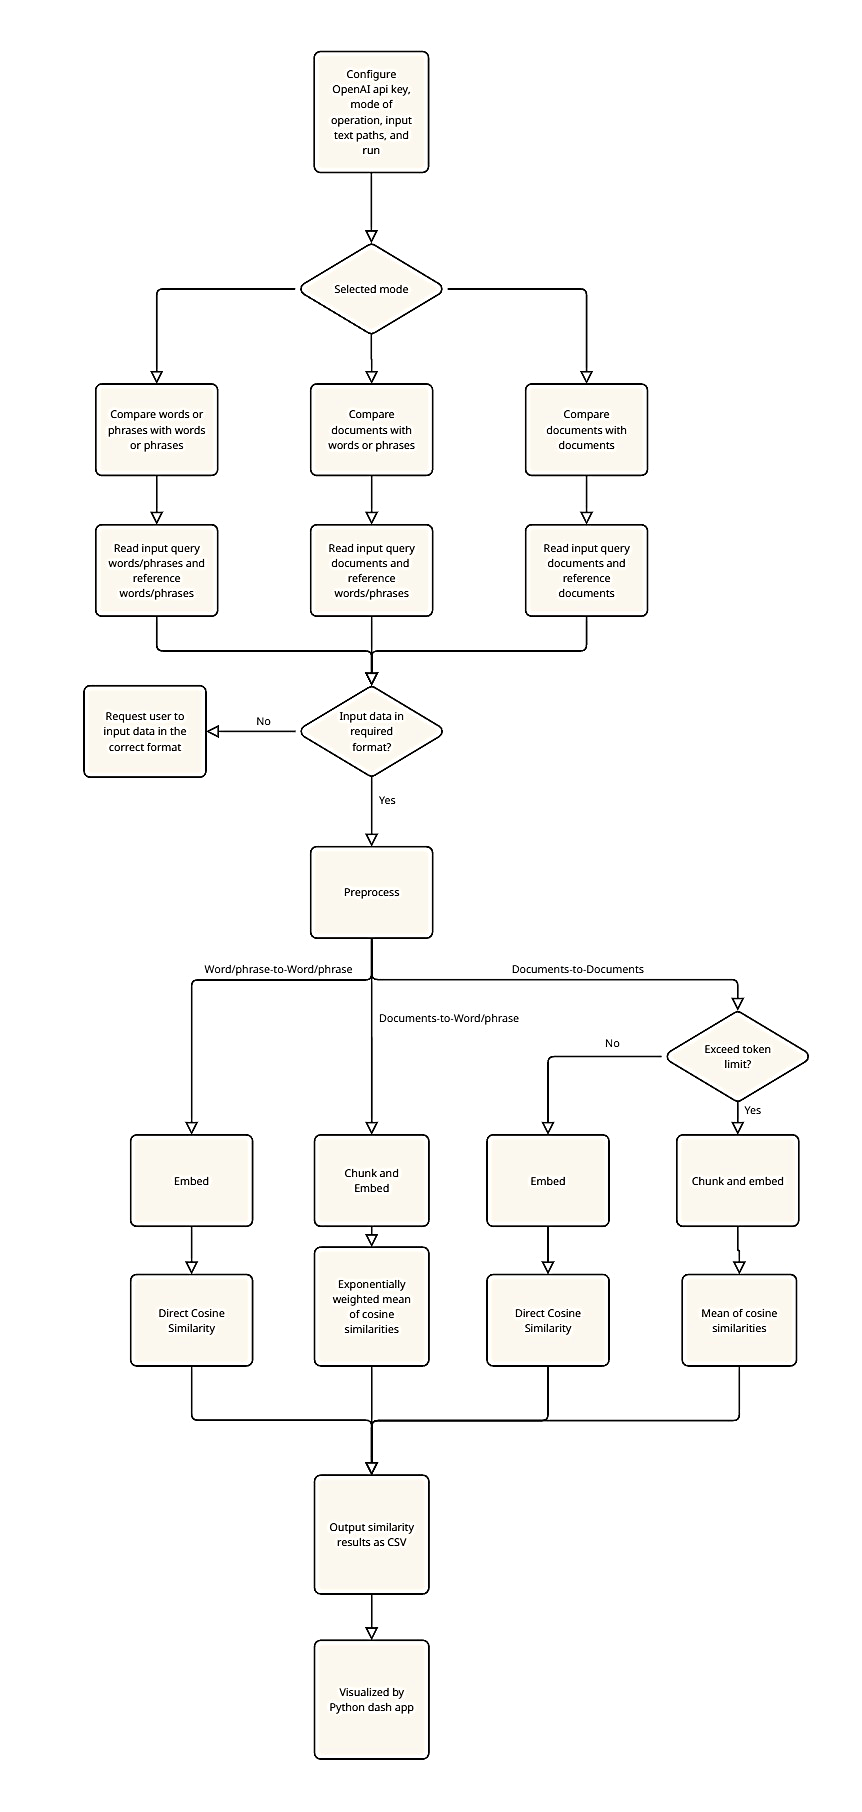 Configure
OpenAI api key,
mode of
operation, input
text paths, and
run
Selected mode
Compare words or
phrases with words
or phrases
Compare
documents with
words or phrases
Compare
documents with
documents
Read input query
words/phrases and
reference
words/phrases
Read input query
documents and
reference
words/phrases
Read input query
documents and
reference
documents
Request user to
input data in the
correct format
No
Input data in
required
format?
Yes
Preprocess
Word/phrase-to-Word/phrase
Documents-to-Documents
Documents-to-Word/phrase
No
Exceed token
limit?
Yes
Embed
Chunk and
Embed
Embed
Chunk and embed
Direct Cosine
Similarity
Exponentially
weighted mean
of cosine
similarities
Direct Cosine
Similarity
Mean of cosine
similarities
Output similarity
results as CSV
Visualized by
Python dash app